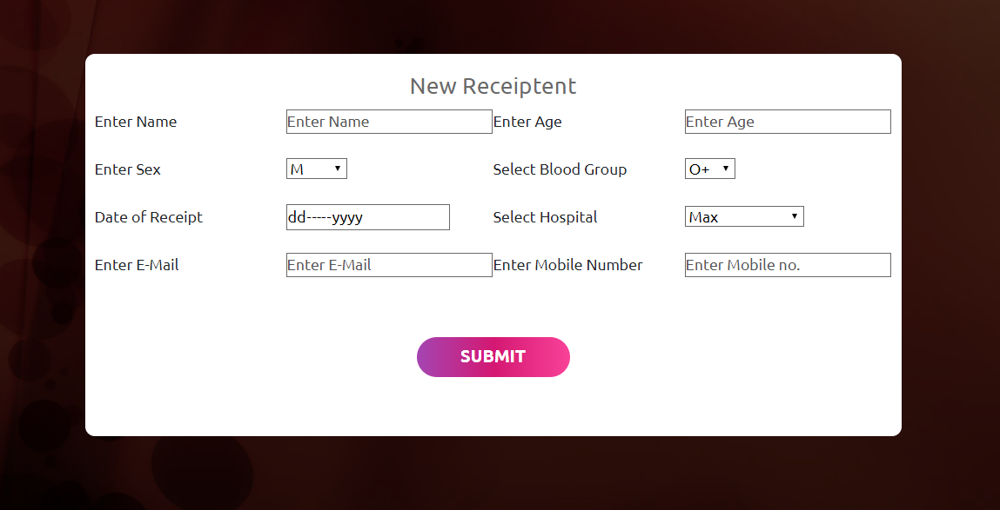 New Receiptent
Enter Name Enter Name Enter Age Enter Age
Enter Sex M Select Blood Group O+
Date of Receipt dd-----yyyy Select Hospital Max
Enter E-Mail Enter E-Mail Enter Mobile Number Enter Mobile no.
SUBMIT